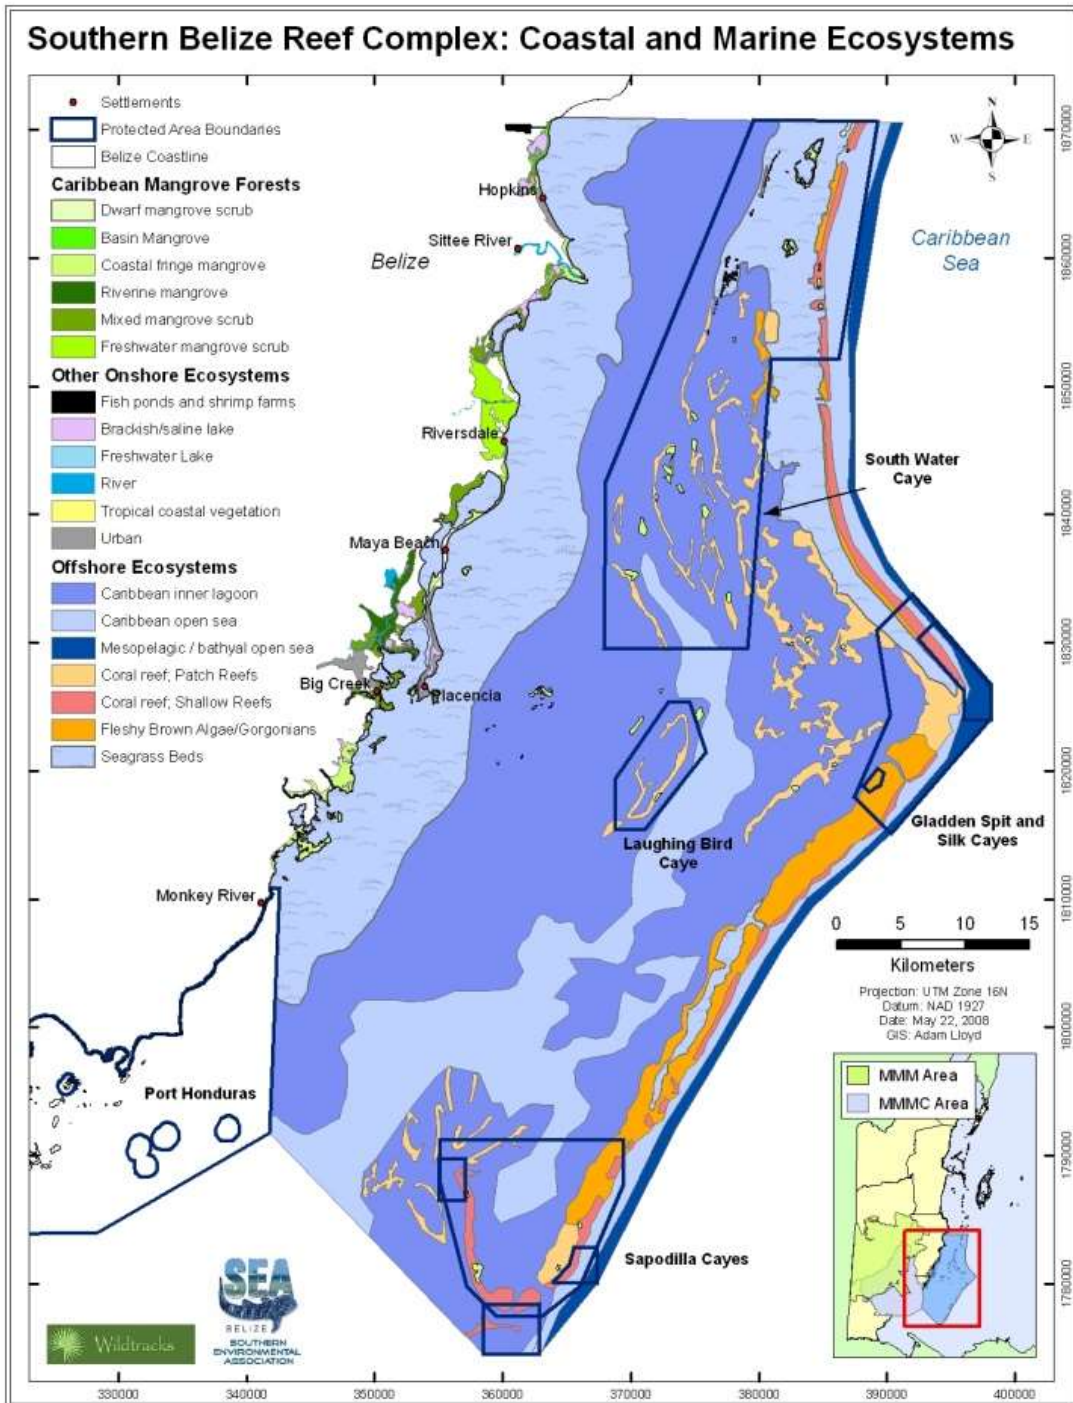 Southern Belize Reef Complex: Coastal and Marine Ecosystems
Settlements
Protected Area Boundaries
Belize Coastline
Caribbean Mangrove Forests
Dwarf mangrove scrub
Basin Mangrove
Coastal fringe mangrove
Riverine mangrove
Mixed mangrove scrub
Freshwater mangrove scrub
Other Onshore Ecosystems
Fish ponds and shrimp farms
Brackish/saline lake
Freshwater Lake
River
Tropical coastal vegetation
Urban
Offshore Ecosystems
Caribbean inner lagoon
Caribbean open sea
Mesopelagic / bathyal open sea
Coral reef; Patch Reefs
Coral reef; Shallow Reefs
Fleshy Brown Algae/Gorgonians
Seagrass Beds
Hopkins
Sittee River
Belize
Riversdale
Maya Beach
Big Creek
Placencia
Monkey River
Port Honduras
N
W
E
S
Caribbean
Sea
South Water
Caye
Laughing Bird
Caye
Gladden Spit and
Silk Cayes
Sapodilla Cayes
0 5 10 15
Kilometers
Projection: UTM Zone 16N
Datum: NAD 1927
Date: May 22, 2008
GIS: Adam Lloyd
MMM Area
MMMC Area
Wildtracks
SEA
BELIZE
SOUTHERN
ENVIRONMENTAL
ASSOCIATION
1870000
1860000
1850000
1840000
1830000
1820000
1810000
1800000
1790000
1780000
330000 340000 350000 360000 370000 380000 390000 400000